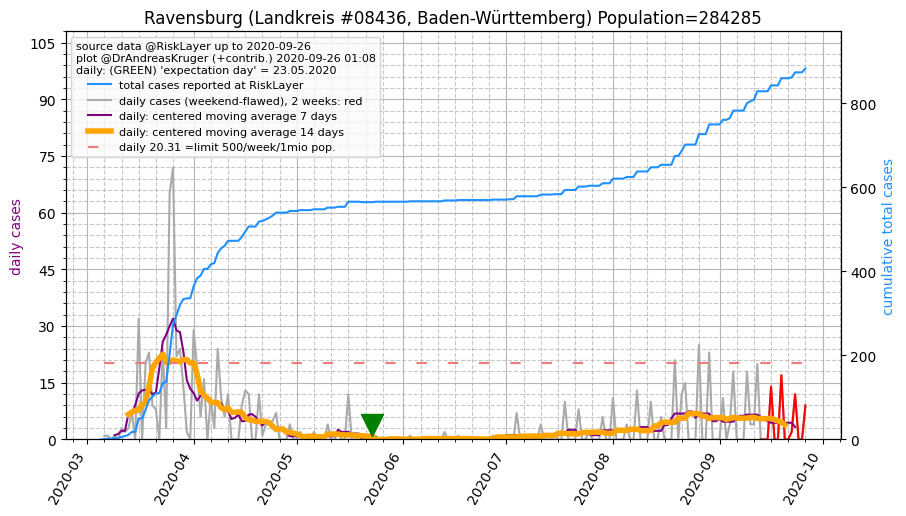 Ravensburg (Landkreis #08436, Baden-Württemberg) Population=284285
source data @RiskLayer up to 2020-09-26
plot @DrAndreasKruger (+contrib.) 2020-09-26 01:08
daily: (GREEN) 'expectation day' = 23.05.2020
total cases reported at RiskLayer
daily cases (weekend-flawed), 2 weeks: red
daily: centered moving average 7 days
daily: centered moving average 14 days
daily 20.31 =limit 500/week/1mio pop.
daily cases
105
90
75
60
45
30
15
0
cumulative total cases
800
600
400
200
0
2020-03
2020-04
2020-05
2020-06
2020-07
2020-08
2020-09
2020-10